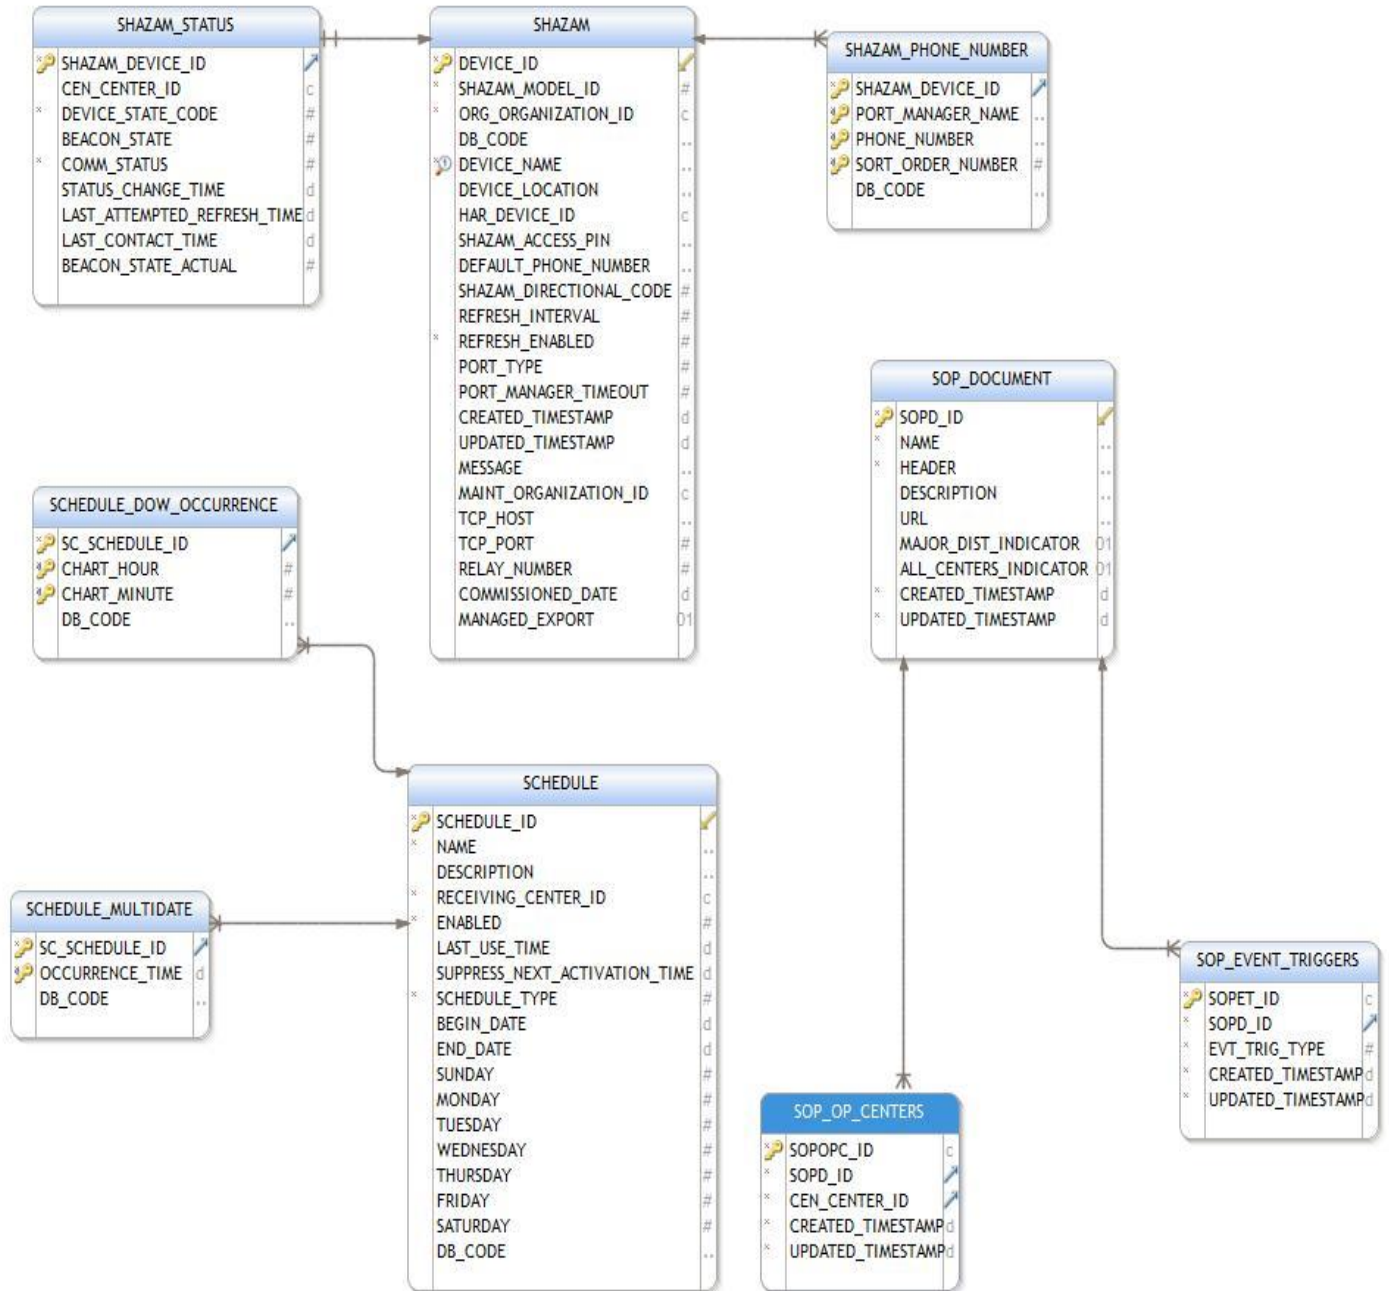 SHAZAM_STATUS
SHAZAM_DEVICE_ID
CEN_CENTER_ID c
DEVICE_STATE_CODE #
BEACON_STATE #
COMM_STATUS #
STATUS_CHANGE_TIME d
LAST_ATTEMPTED_REFRESH_TIME d
LAST_CONTACT_TIME d
BEACON_STATE_ACTUAL #
SHAZAM
DEVICE_ID
SHAZAM_MODEL_ID #
ORG_ORGANIZATION_ID c
DB_CODE ..
DEVICE_NAME ..
DEVICE_LOCATION ..
HAR_DEVICE_ID c
SHAZAM_ACCESS_PIN ..
DEFAULT_PHONE_NUMBER ..
SHAZAM_DIRECTIONAL_CODE #
REFRESH_INTERVAL #
REFRESH_ENABLED #
PORT_TYPE #
PORT_MANAGER_TIMEOUT #
CREATED_TIMESTAMP d
UPDATED_TIMESTAMP d
MESSAGE ..
MAINT_ORGANIZATION_ID c
TCP_HOST ..
TCP_PORT #
RELAY_NUMBER #
COMMISSIONED_DATE d
MANAGED_EXPORT 01
SHAZAM_PHONE_NUMBER
SHAZAM_DEVICE_ID
PORT_MANAGER_NAME ..
PHONE_NUMBER ..
SORT_ORDER_NUMBER #
DB_CODE ..
SOP_DOCUMENT
SOPD_ID
NAME ..
HEADER ..
DESCRIPTION ..
URL ..
MAJOR_DIST_INDICATOR 01
ALL_CENTERS_INDICATOR 01
CREATED_TIMESTAMP d
UPDATED_TIMESTAMP d
SCHEDULE_DOW_OCCURRENCE
SC_SCHEDULE_ID
CHART_HOUR #
CHART_MINUTE #
DB_CODE ..
SCHEDULE
SCHEDULE_ID
NAME ..
DESCRIPTION ..
RECEIVING_CENTER_ID c
ENABLED #
LAST_USE_TIME d
SUPPRESS_NEXT_ACTIVATION_TIME d
SCHEDULE_TYPE #
BEGIN_DATE d
END_DATE d
SUNDAY #
MONDAY #
TUESDAY #
WEDNESDAY #
THURSDAY #
FRIDAY #
SATURDAY #
DB_CODE ..
SCHEDULE_MULTIDATE
SC_SCHEDULE_ID
OCCURRENCE_TIME d
DB_CODE ..
SOP_OP_CENTERS
SOPOPC_ID c
SOPD_ID
CEN_CENTER_ID
CREATED_TIMESTAMP d
UPDATED_TIMESTAMP d
SOP_EVENT_TRIGGERS
SOPET_ID c
SOPD_ID
EVT_TRIG_TYPE #
CREATED_TIMESTAMP d
UPDATED_TIMESTAMP d